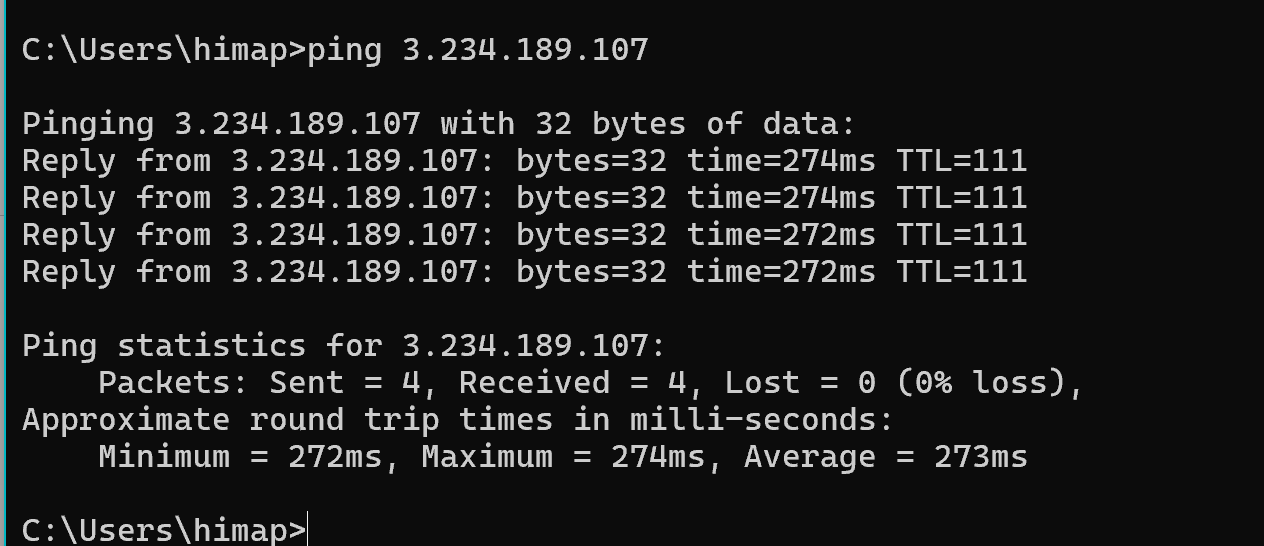 C:\Users\himap>ping 3.234.189.107
Pinging 3.234.189.107 with 32 bytes of data:
Reply from 3.234.189.107: bytes=32 time=274ms TTL=111
Reply from 3.234.189.107: bytes=32 time=274ms TTL=111
Reply from 3.234.189.107: bytes=32 time=272ms TTL=111
Reply from 3.234.189.107: bytes=32 time=272ms TTL=111
Ping statistics for 3.234.189.107:
    Packets: Sent = 4, Received = 4, Lost = 0 (0% loss),
Approximate round trip times in milli-seconds:
    Minimum = 272ms, Maximum = 274ms, Average = 273ms
C:\Users\himap>